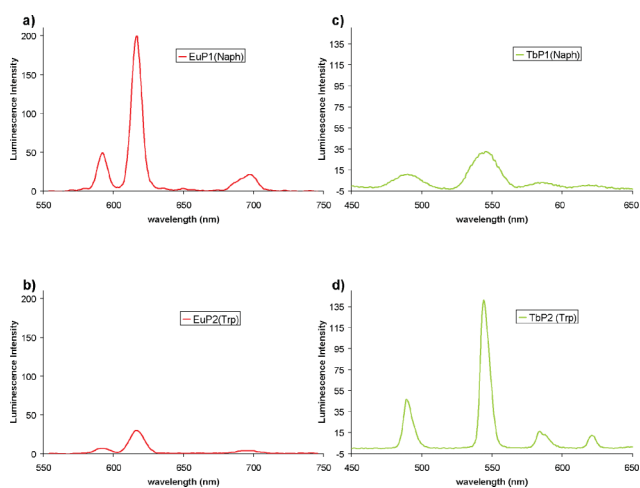 a)
200
150
100
50
0
Luminescence Intensity
EuP1(Naph)
550 600 650 700 750
wavelength (nm)
c)
135
115
95
75
55
35
15
-5
Luminescence Intensity
TbP1(Naph)
450 500 550 60 650
wavelength (nm)
b)
200
150
100
50
0
Luminescence Intensity
EuP2(Trp)
550 600 650 700 750
wavelength (nm)
d)
135
115
95
75
55
35
15
-5
Luminescence Intensity
TbP2 (Trp)
450 500 550 60 650
wavelength (nm)